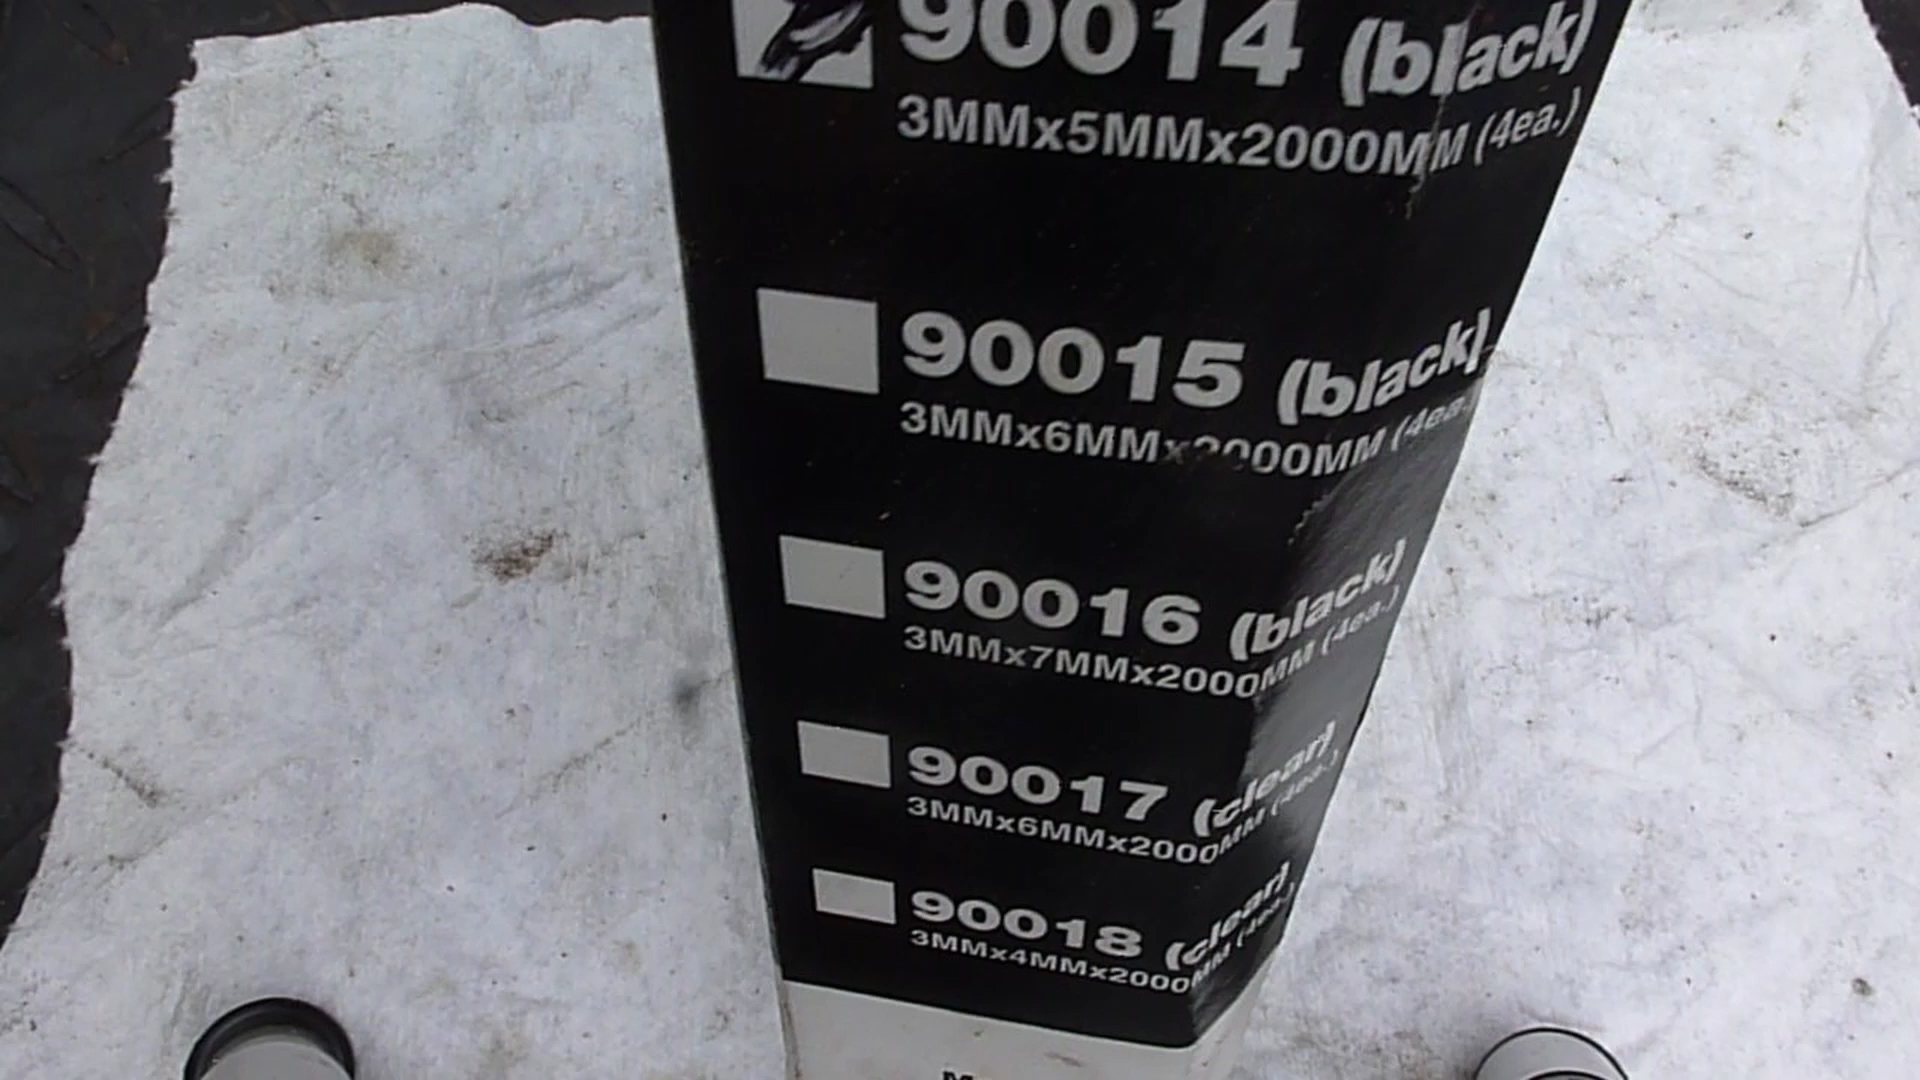 90014 (black)
3MMx5MMx2000MM (4ea.)
90015 (black)
3MMx6MMx2000MM (4ea.)
90016 (black)
3MMx7MMx2000MM (4ea.)
90017 (clear)
3MMx6MMx2000MM (4ea.)
90018 (clear)
3MMx4MMx2000MM (4ea.)